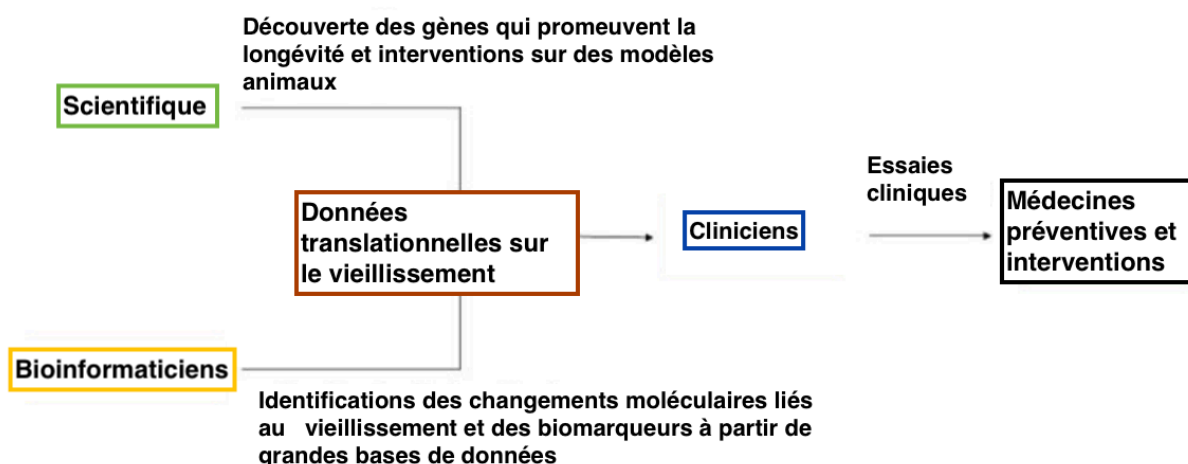 Découverte des gènes qui promeuvent la
longévité et interventions sur des modèles
animaux
Scientifique
Données
translationnelles sur
le vieillissement
Cliniciens
Essaies
cliniques
Médecines
préventives et
interventions
Bioinformaticiens
Identifications des changements moléculaires liés
au vieillissement et des biomarqueurs à partir de
grandes bases de données